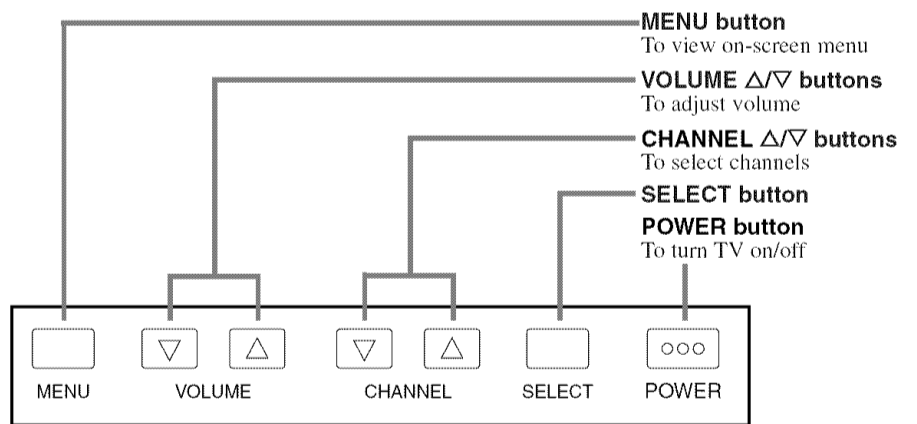 MENU button
To view on-screen menu
VOLUME △/▽ buttons
To adjust volume
CHANNEL △/▽ buttons
To select channels
SELECT button
POWER button
To turn TV on/off
MENU VOLUME CHANNEL SELECT POWER